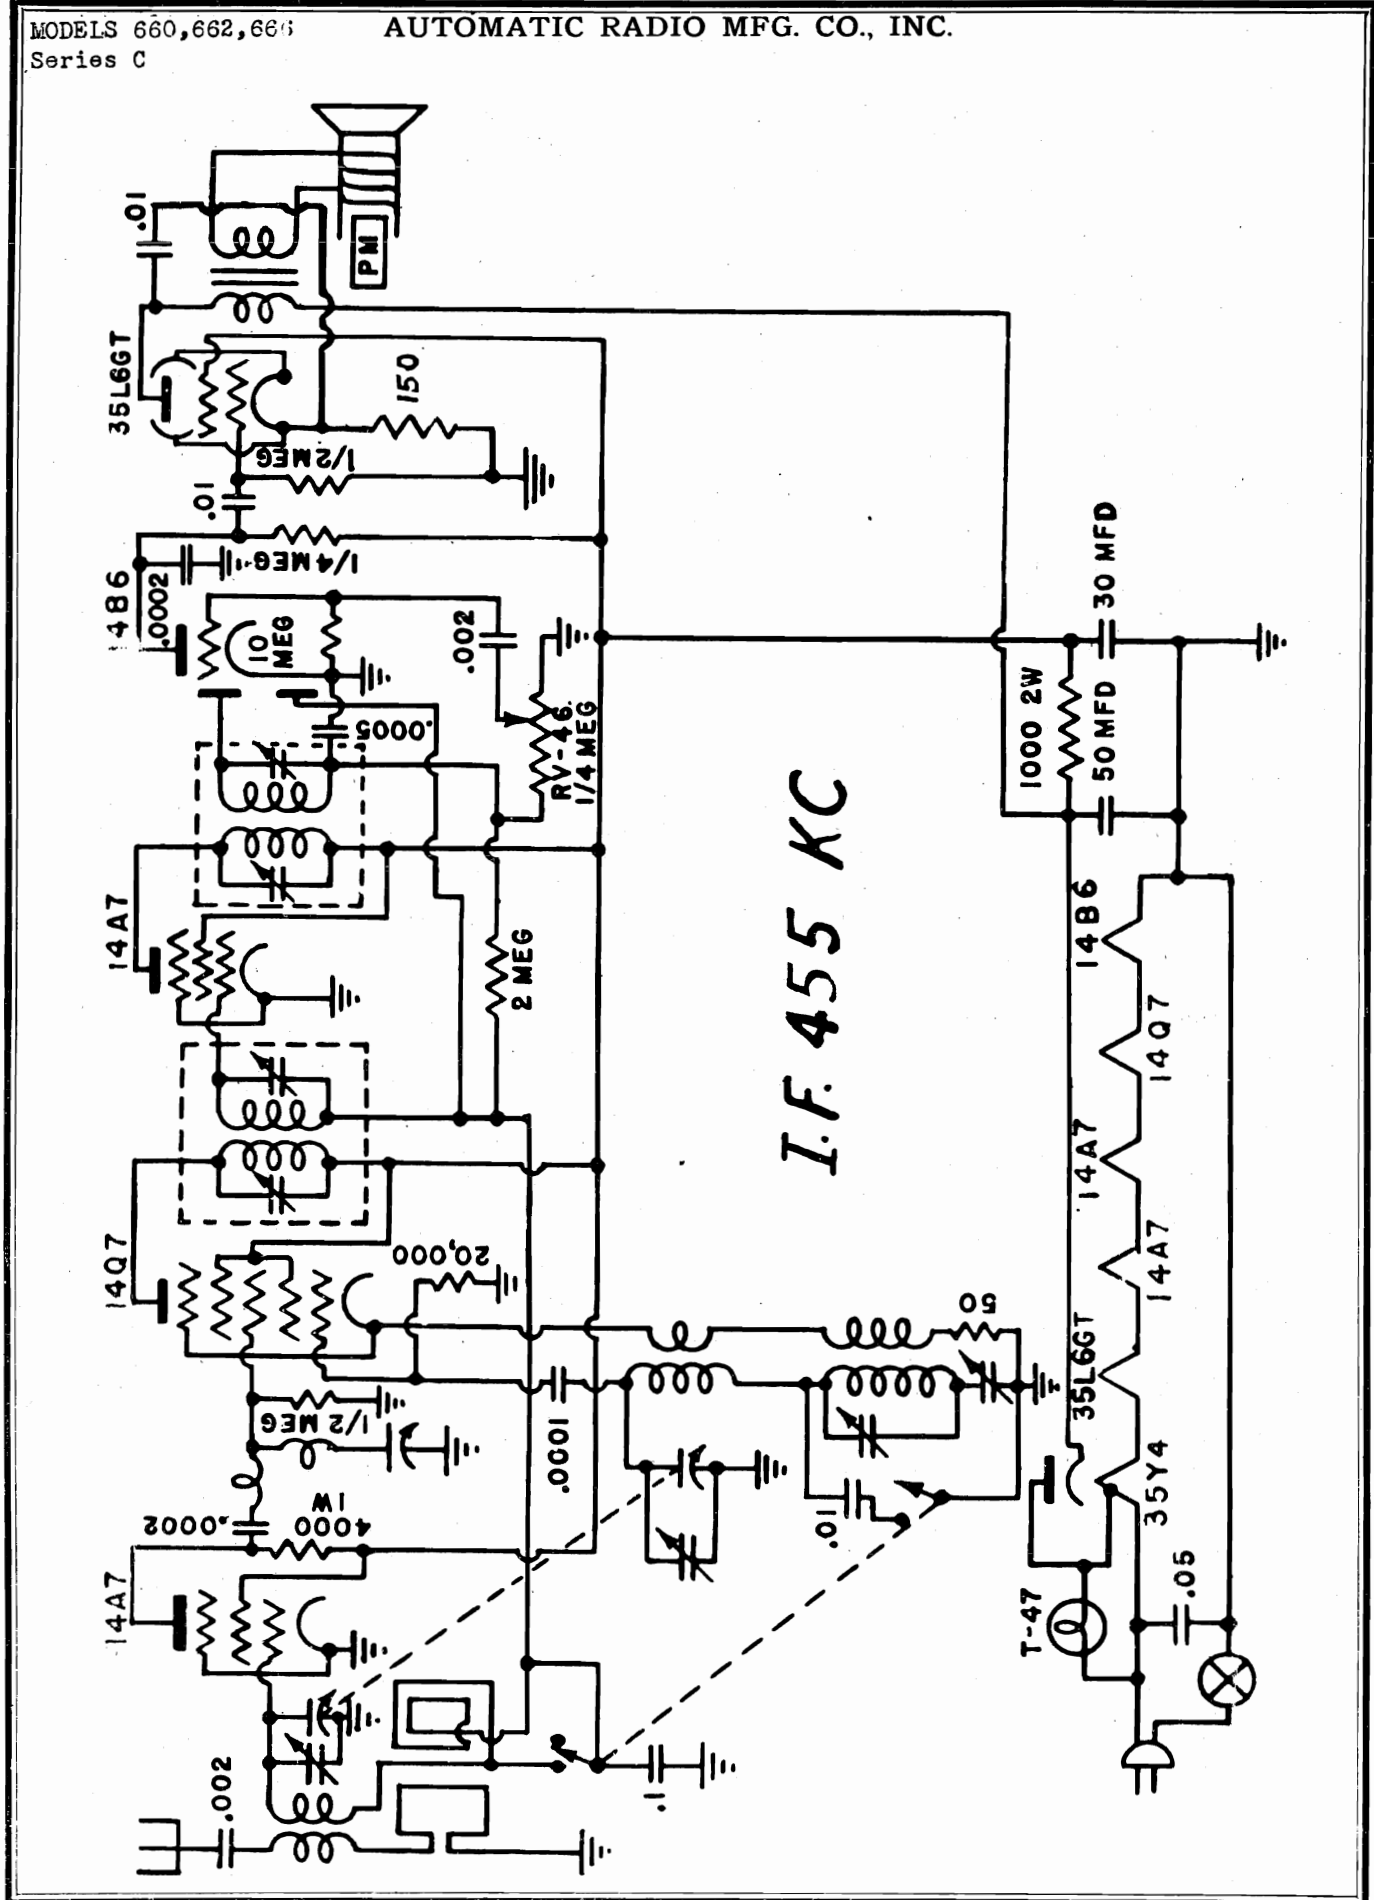 MODELS 660,662,666
Series C
AUTOMATIC RADIO MFG. CO., INC.
.002
14A7
.0002
4000
1W
1/2 MEG
14Q7
20,000
14A7
2 MEG
.0005
14B6
.0002
10
MEG
1/4 MEG
.002
RV-46
1/4 MEG
.01
1/2 MEG
35L6GT
150
.01
PM
.1
.0001
.01
50
I.F. 455 KC
T-47
.05
35Y4
35L6GT
14A7
14A7
14Q7
14B6
1000 2W
50 MFD
30 MFD